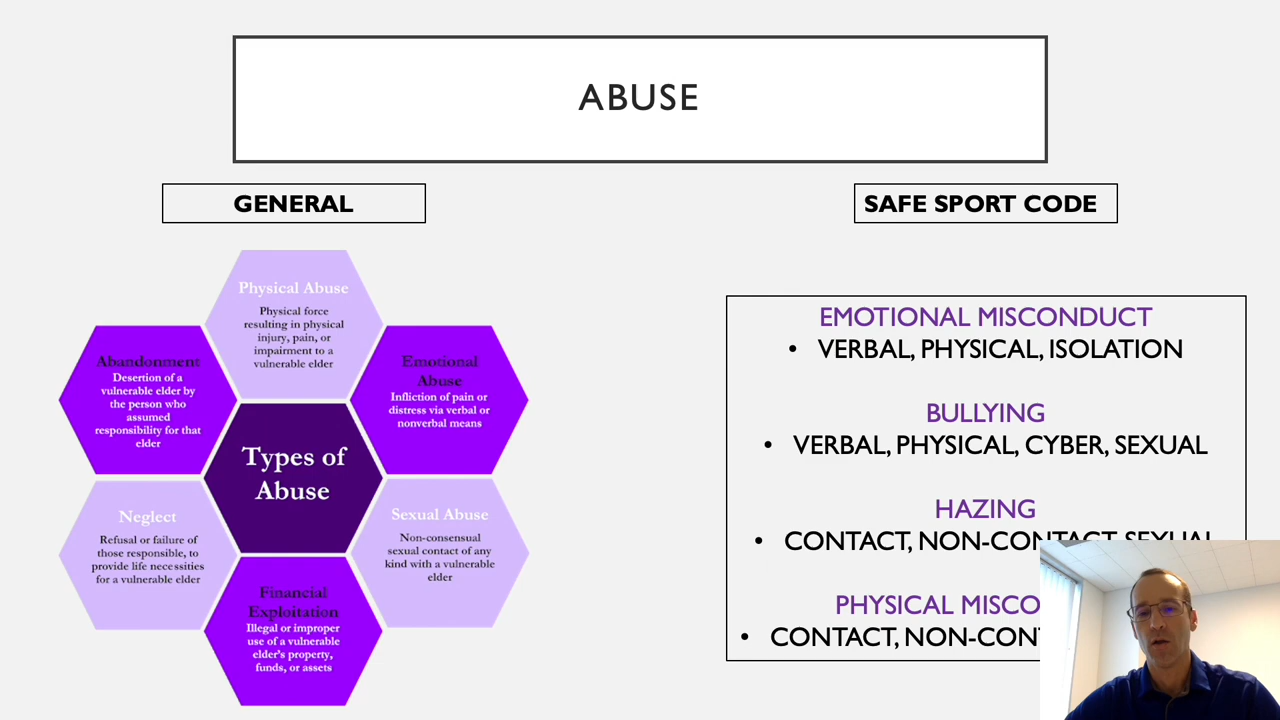 ABUSE
GENERAL
Physical Abuse
Physical force
resulting in physical
injury, pain, or
impairment to a
vulnerable elder
Abandonment
Desertion of a
vulnerable elder by
the person who
assumed
responsibility for that
elder
Emotional
Abuse
Infliction of pain or
distress via verbal or
nonverbal means
Types of
Abuse
Neglect
Refusal or failure of
those responsible, to
provide life necessities
for a vulnerable elder
Sexual Abuse
Non-consensual
sexual contact of any
kind with a vulnerable
elder
Financial
Exploitation
Illegal or improper
use of a vulnerable
elder's property,
funds, or assets
SAFE SPORT CODE
EMOTIONAL MISCONDUCT
• VERBAL, PHYSICAL, ISOLATION
BULLYING
• VERBAL, PHYSICAL, CYBER, SEXUAL
HAZING
• CONTACT, NON-CONTACT, SEXUAL
PHYSICAL
• CONTACT,